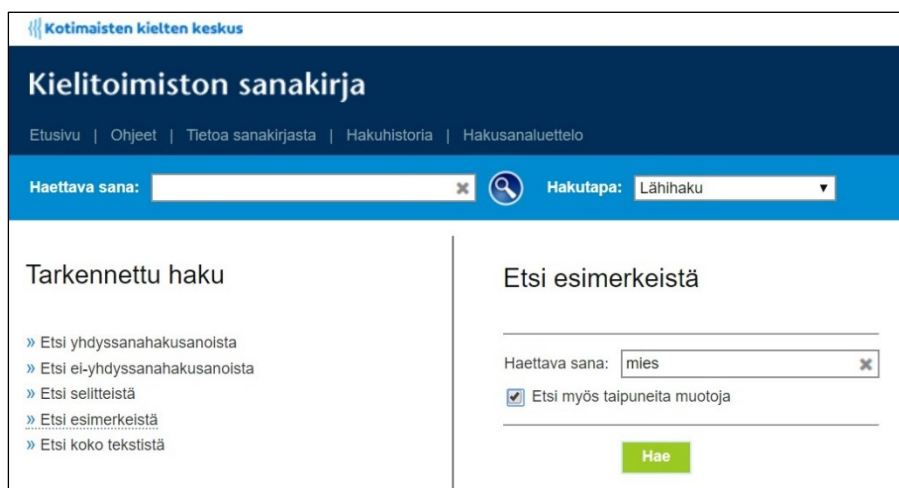 Kotimaisten kielten keskus
Kielitoimiston sanakirja
Etusivu | Ohjeet | Tietoa sanakirjasta | Hakuhistoria | Hakusanaluettelo
Haettava sana: Hakutapa: Lähihaku
Tarkennettu haku
» Etsi yhdyssanahakusanoista
» Etsi ei-yhdyssanahakusanoista
» Etsi selitteistä
» Etsi esimerkeistä
» Etsi koko tekstistä
Etsi esimerkeistä
Haettava sana: mies
Etsi myös taipuneita muotoja
Hae